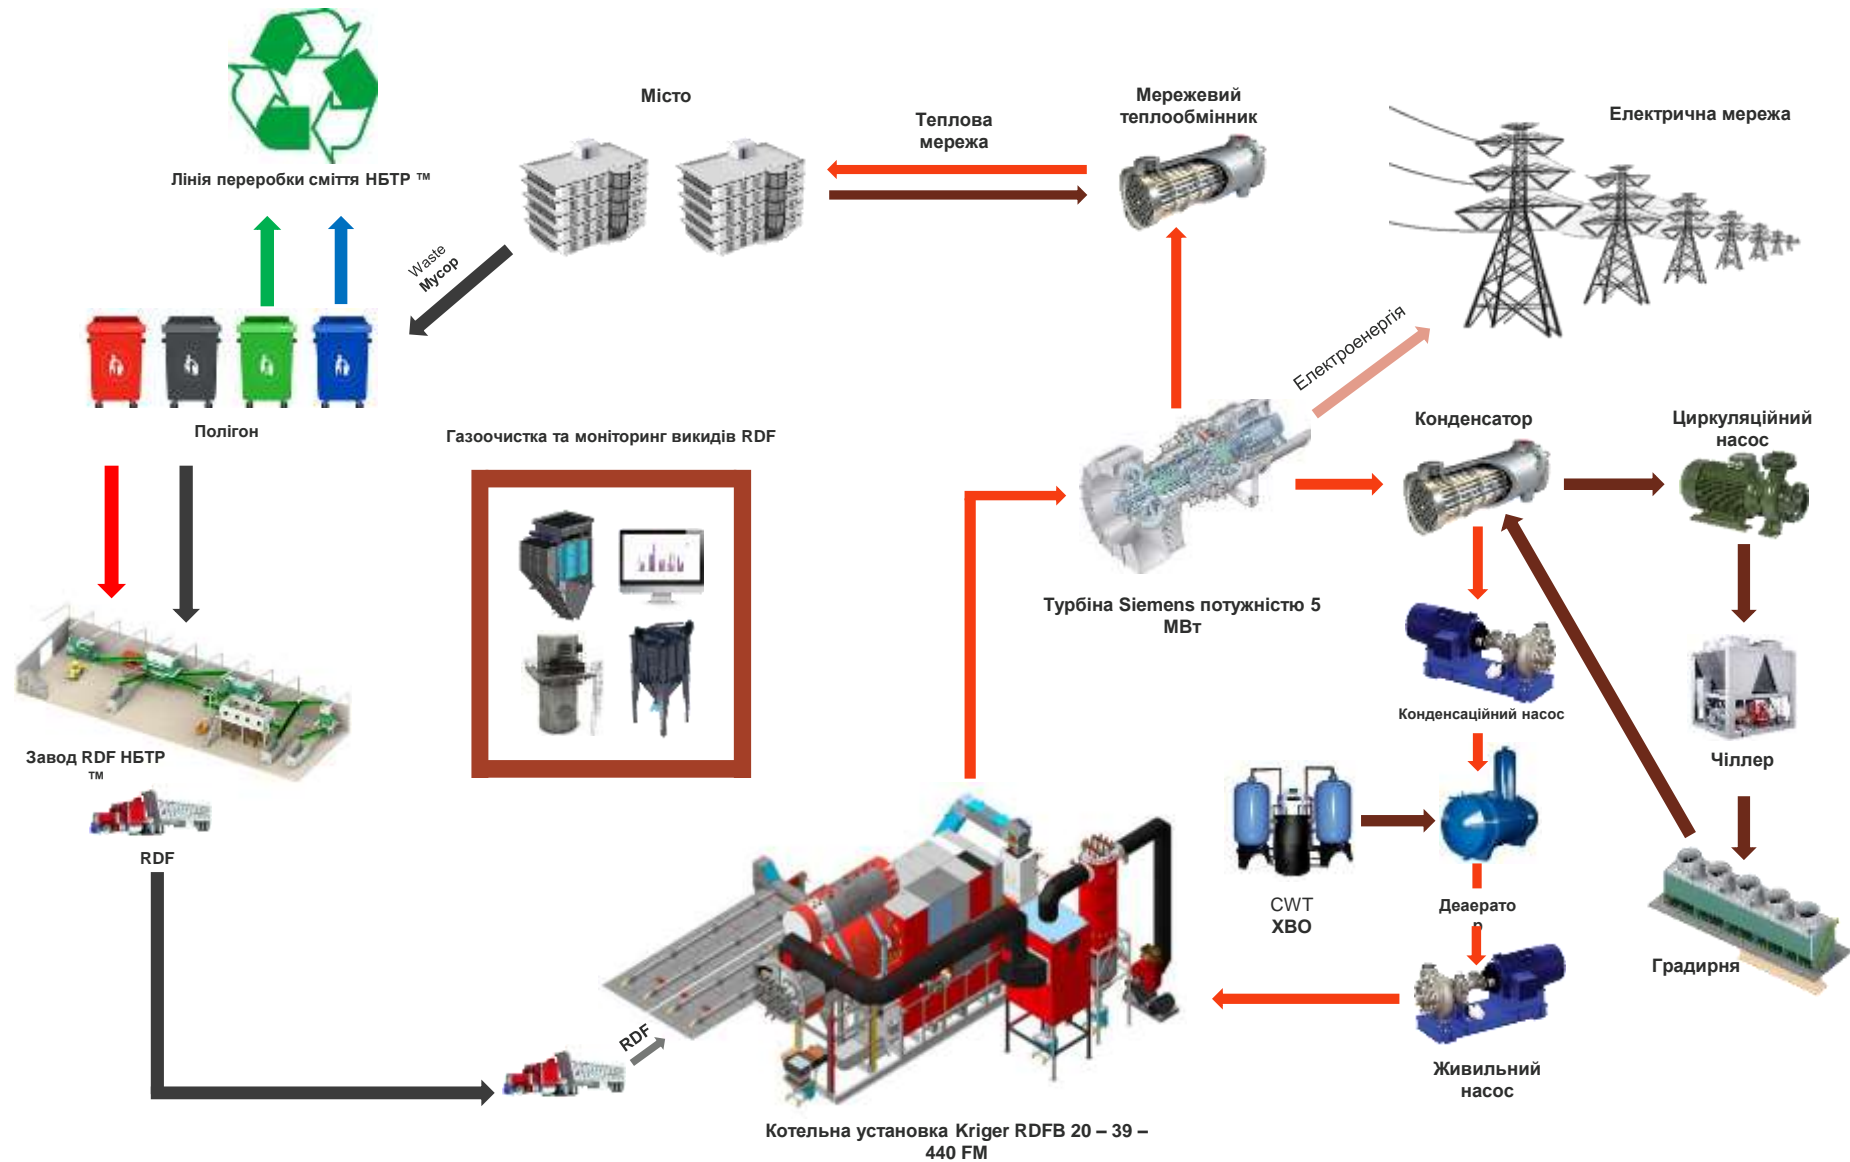 Місто
Мережевий
теплообмінник
Електрична мережа
Теплова
мережа
Лінія переробки сміття НБТР ™
Waste
Мусор
Електроенергія
Полігон
Газоочистка та моніторинг викидів RDF
Конденсатор
Циркуляційний
насос
Турбіна Siemens потужністю 5
МВт
Конденсаційний насос
Завод RDF НБТР
™
Чіллер
RDF
CWT
ХВО
Деаерато
р
Градирня
RDF
Живильний
насос
Котельна установка Kriger RDFB 20 – 39 –
440 FM